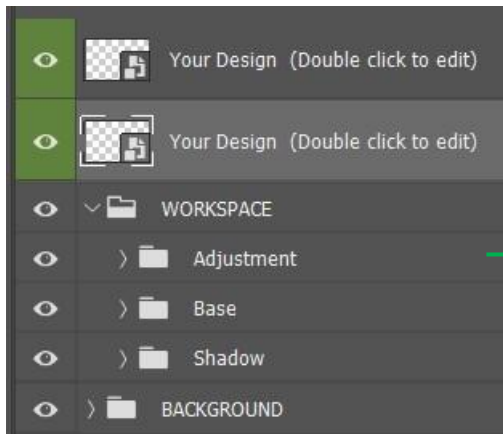 Your Design (Double click to edit)
Your Design (Double click to edit)
WORKSPACE
Adjustment
Base
Shadow
BACKGROUND